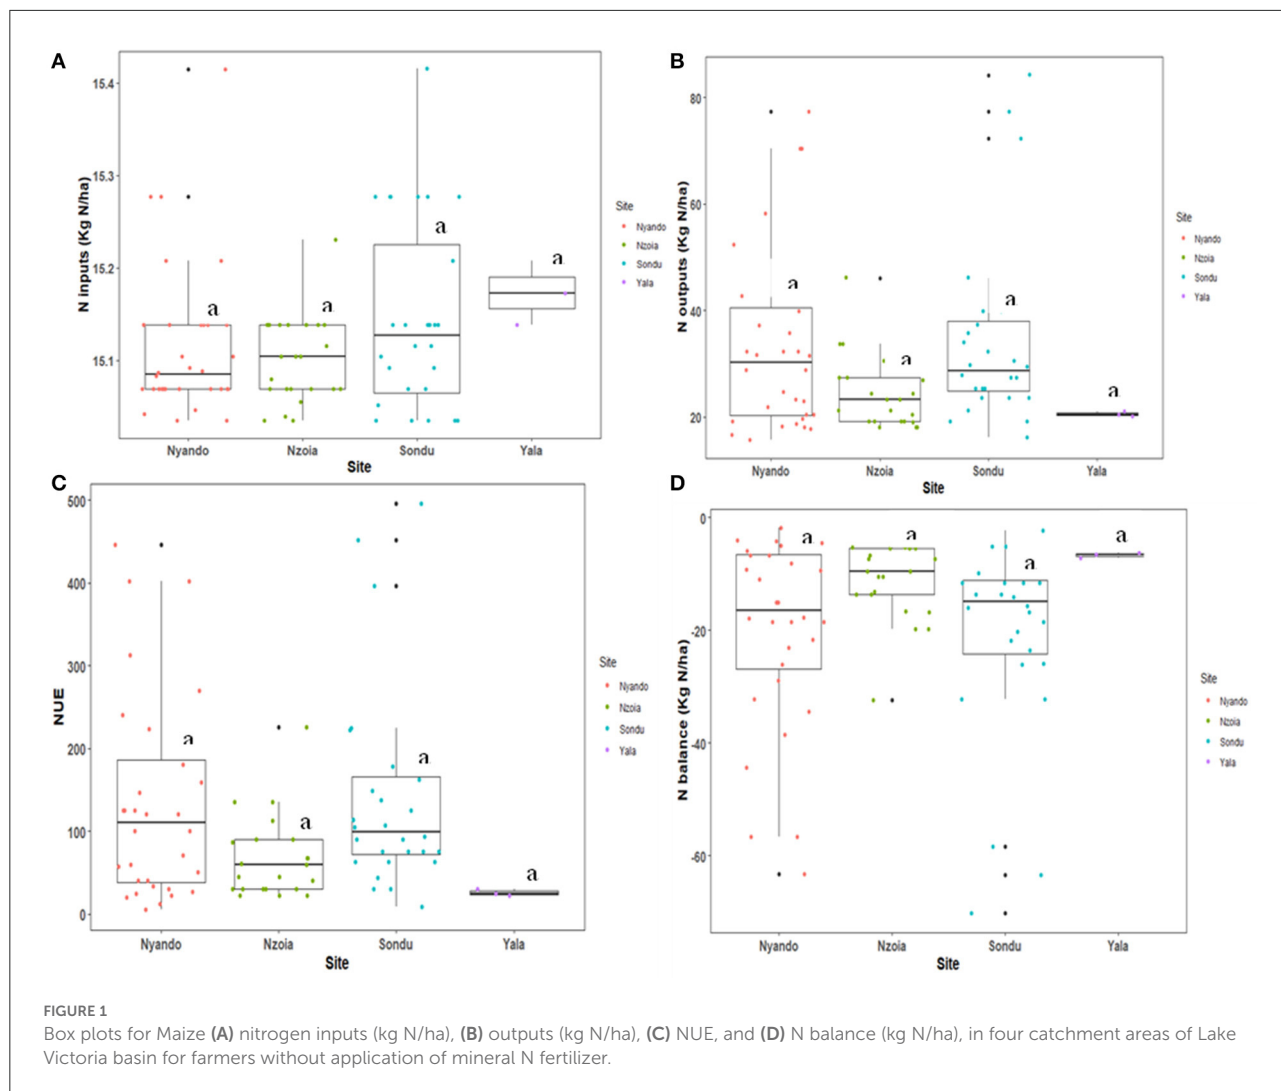 A
N inputs (Kg N/ha)
15.4
15.3
15.2
15.1
a
a
a
a
Nyando
Nzoia
Sondu
Yala
Site
Site
Nyando
Nzoia
Sondu
Yala
B
N outputs (Kg N/ha)
80
60
40
20
a
a
a
a
Nyando
Nzoia
Sondu
Yala
Site
Site
Nyando
Nzoia
Sondu
Yala
C
NUE
500
400
300
200
100
0
a
a
a
a
Nyando
Nzoia
Sondu
Yala
Site
Site
Nyando
Nzoia
Sondu
Yala
D
N balance (Kg N/ha)
0
-20
-40
-60
a
a
a
a
Nyando
Nzoia
Sondu
Yala
Site
Site
Nyando
Nzoia
Sondu
Yala
FIGURE 1
Box plots for Maize (A) nitrogen inputs (kg N/ha), (B) outputs (kg N/ha), (C) NUE, and (D) N balance (kg N/ha), in four catchment areas of Lake
Victoria basin for farmers without application of mineral N fertilizer.